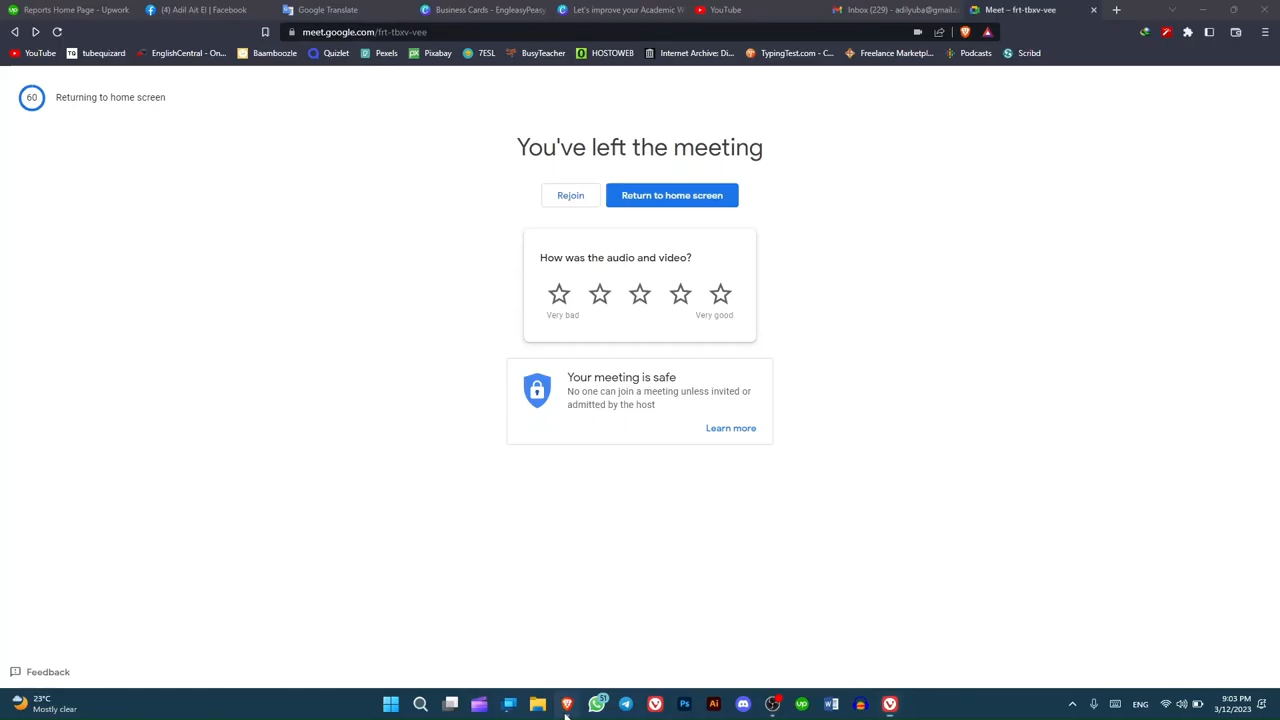 Reports Home Page - Upwork
(4) Adil Ait El | Facebook
Google Translate
Business Cards - EngleasyPeasy
Let's improve your Academic W
YouTube
Inbox (229) - adilyuba@gmail.c
Meet – frt-tbxv-vee
meet.google.com/frt-tbxv-vee
YouTube
tubequizard
EnglishCentral - On...
Baamboozle
Quizlet
Pexels
Pixabay
7ESL
BusyTeacher
HOSTOWEB
Internet Archive: Di...
TypingTest.com - C...
Freelance Marketpl...
Podcasts
Scribd
60
Returning to home screen
You've left the meeting
Rejoin
Return to home screen
How was the audio and video?
Very bad
Very good
Your meeting is safe
No one can join a meeting unless invited or
admitted by the host
Learn more
Feedback
23°C
Mostly clear
51
Ps
Ai
up
ENG
9:03 PM
3/12/2023